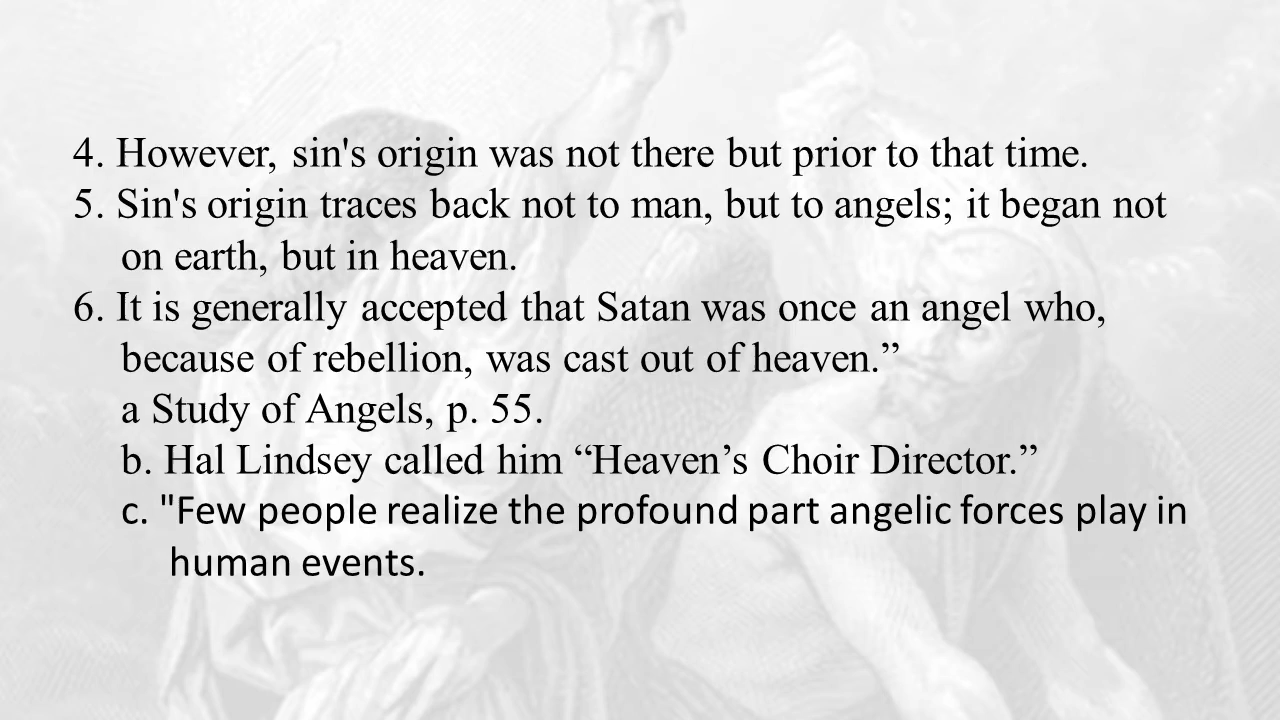 4. However, sin's origin was not there but prior to that time.
5. Sin's origin traces back not to man, but to angels; it began not
on earth, but in heaven.
6. It is generally accepted that Satan was once an angel who,
because of rebellion, was cast out of heaven.”
a Study of Angels, p. 55.
b. Hal Lindsey called him “Heaven’s Choir Director.”
c. "Few people realize the profound part angelic forces play in
human events.